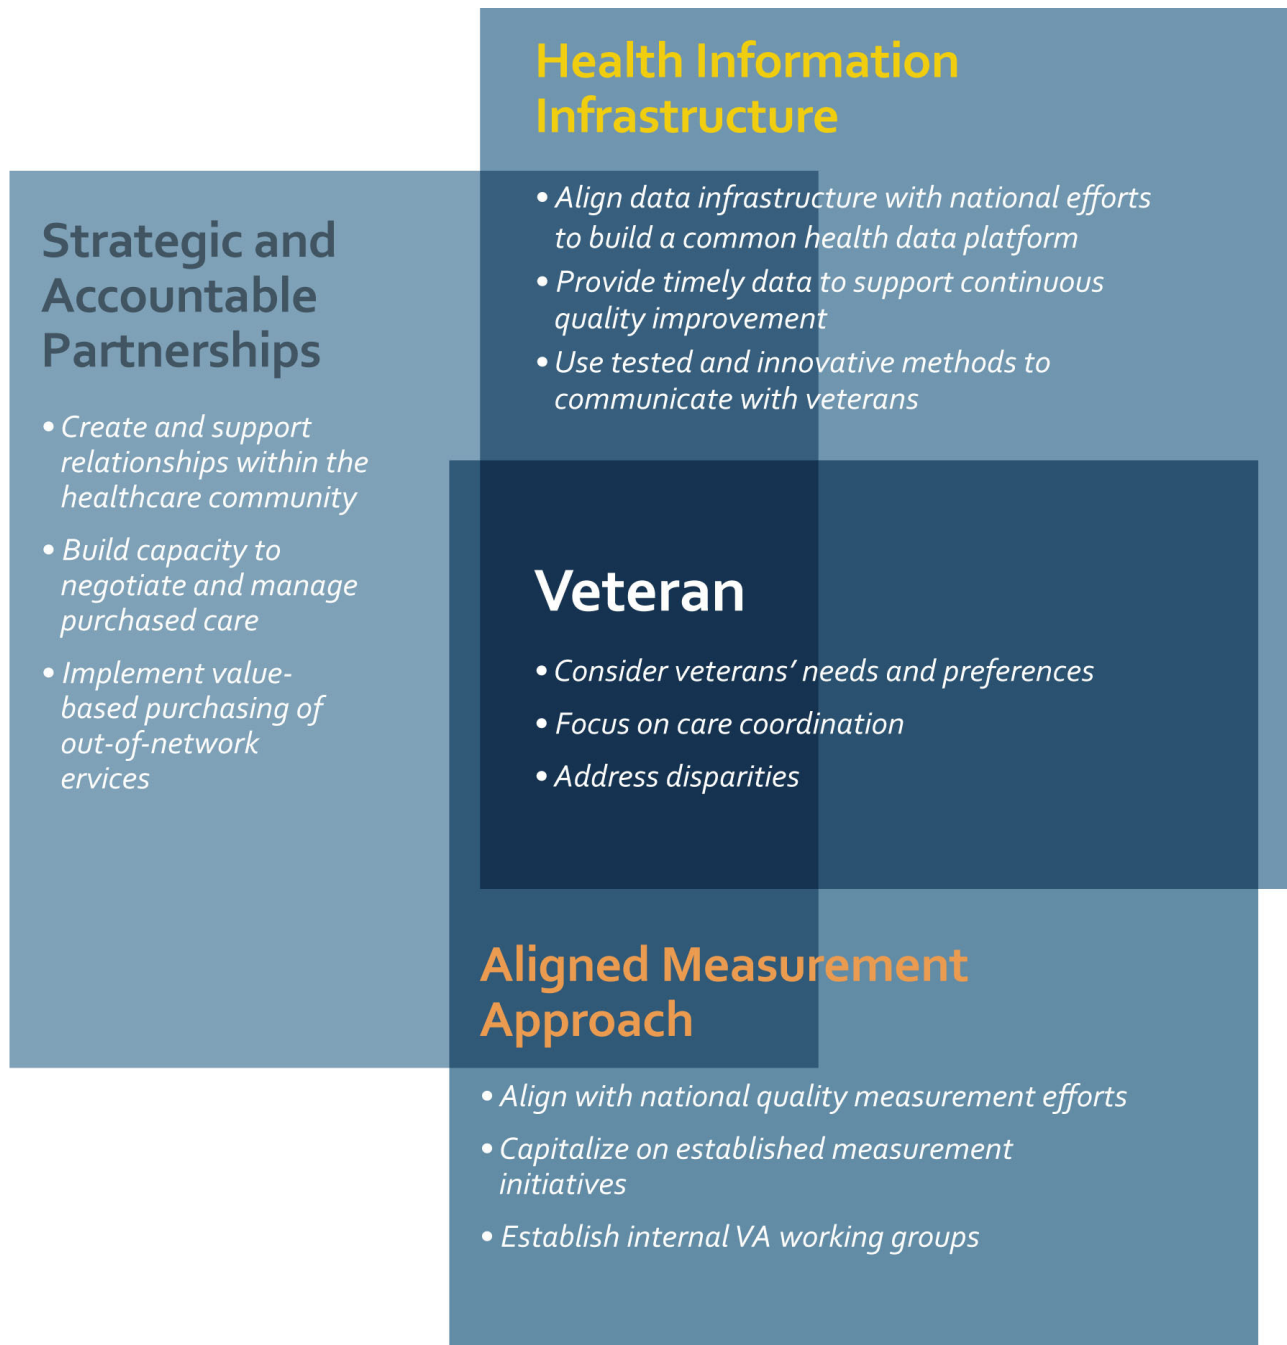 Health Information
Infrastructure
• Align data infrastructure with national efforts
to build a common health data platform
• Provide timely data to support continuous
quality improvement
• Use tested and innovative methods to
communicate with veterans
Strategic and
Accountable
Partnerships
• Create and support
relationships within the
healthcare community
• Build capacity to
negotiate and manage
purchased care
• Implement value-
based purchasing of
out-of-network
ervices
Veteran
• Consider veterans’ needs and preferences
• Focus on care coordination
• Address disparities
Aligned Measurement
Approach
• Align with national quality measurement efforts
• Capitalize on established measurement
initiatives
• Establish internal VA working groups